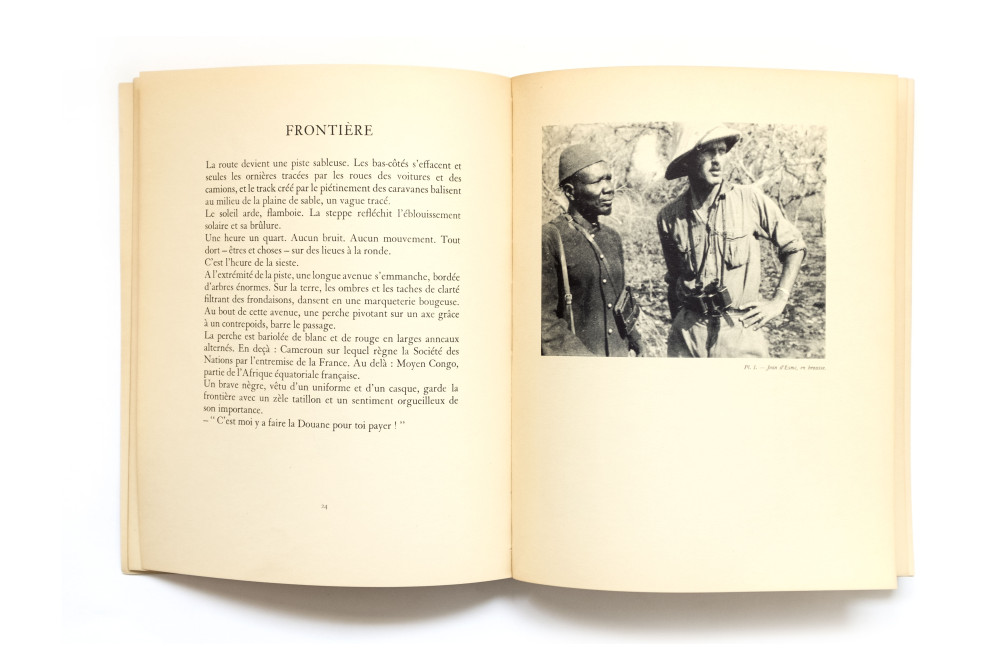 FRONTIÈRE
La route devient une piste sableuse. Les bas-côtés s'effacent et
seules les ornières tracées par les roues des voitures et des
camions, et le track créé par le piétinement des caravanes balisent
au milieu de la plaine de sable, un vague tracé.
Le soleil arde, flamboie. La steppe refléchit l'éblouissement
solaire et sa brûlure.
Une heure un quart. Aucun bruit. Aucun mouvement. Tout
dort – êtres et choses – sur des lieues à la ronde.
C'est l'heure de la sieste.
A l'extrémité de la piste, une longue avenue s'emmanche, bordée
d'arbres énormes. Sur la terre, les ombres et les taches de clarté
filtrant des frondaisons, dansent en une marqueterie bougeuse.
Au bout de cette avenue, une perche pivotant sur un axe grâce
à un contrepoids, barre le passage.
La perche est bariolée de blanc et de rouge en larges anneaux
alternés. En deçà : Cameroun sur lequel règne la Société des
Nations par l'entremise de la France. Au delà : Moyen Congo,
partie de l'Afrique équatoriale française.
Un brave nègre, vêtu d'un uniforme et d'un casque, garde la
frontière avec un zèle tatillon et un sentiment orgueilleux de
son importance.
– “ C'est moi y a faire la Douane pour toi payer ! ”
24
Pl. 1. – Jean d'Esme, en brousse.